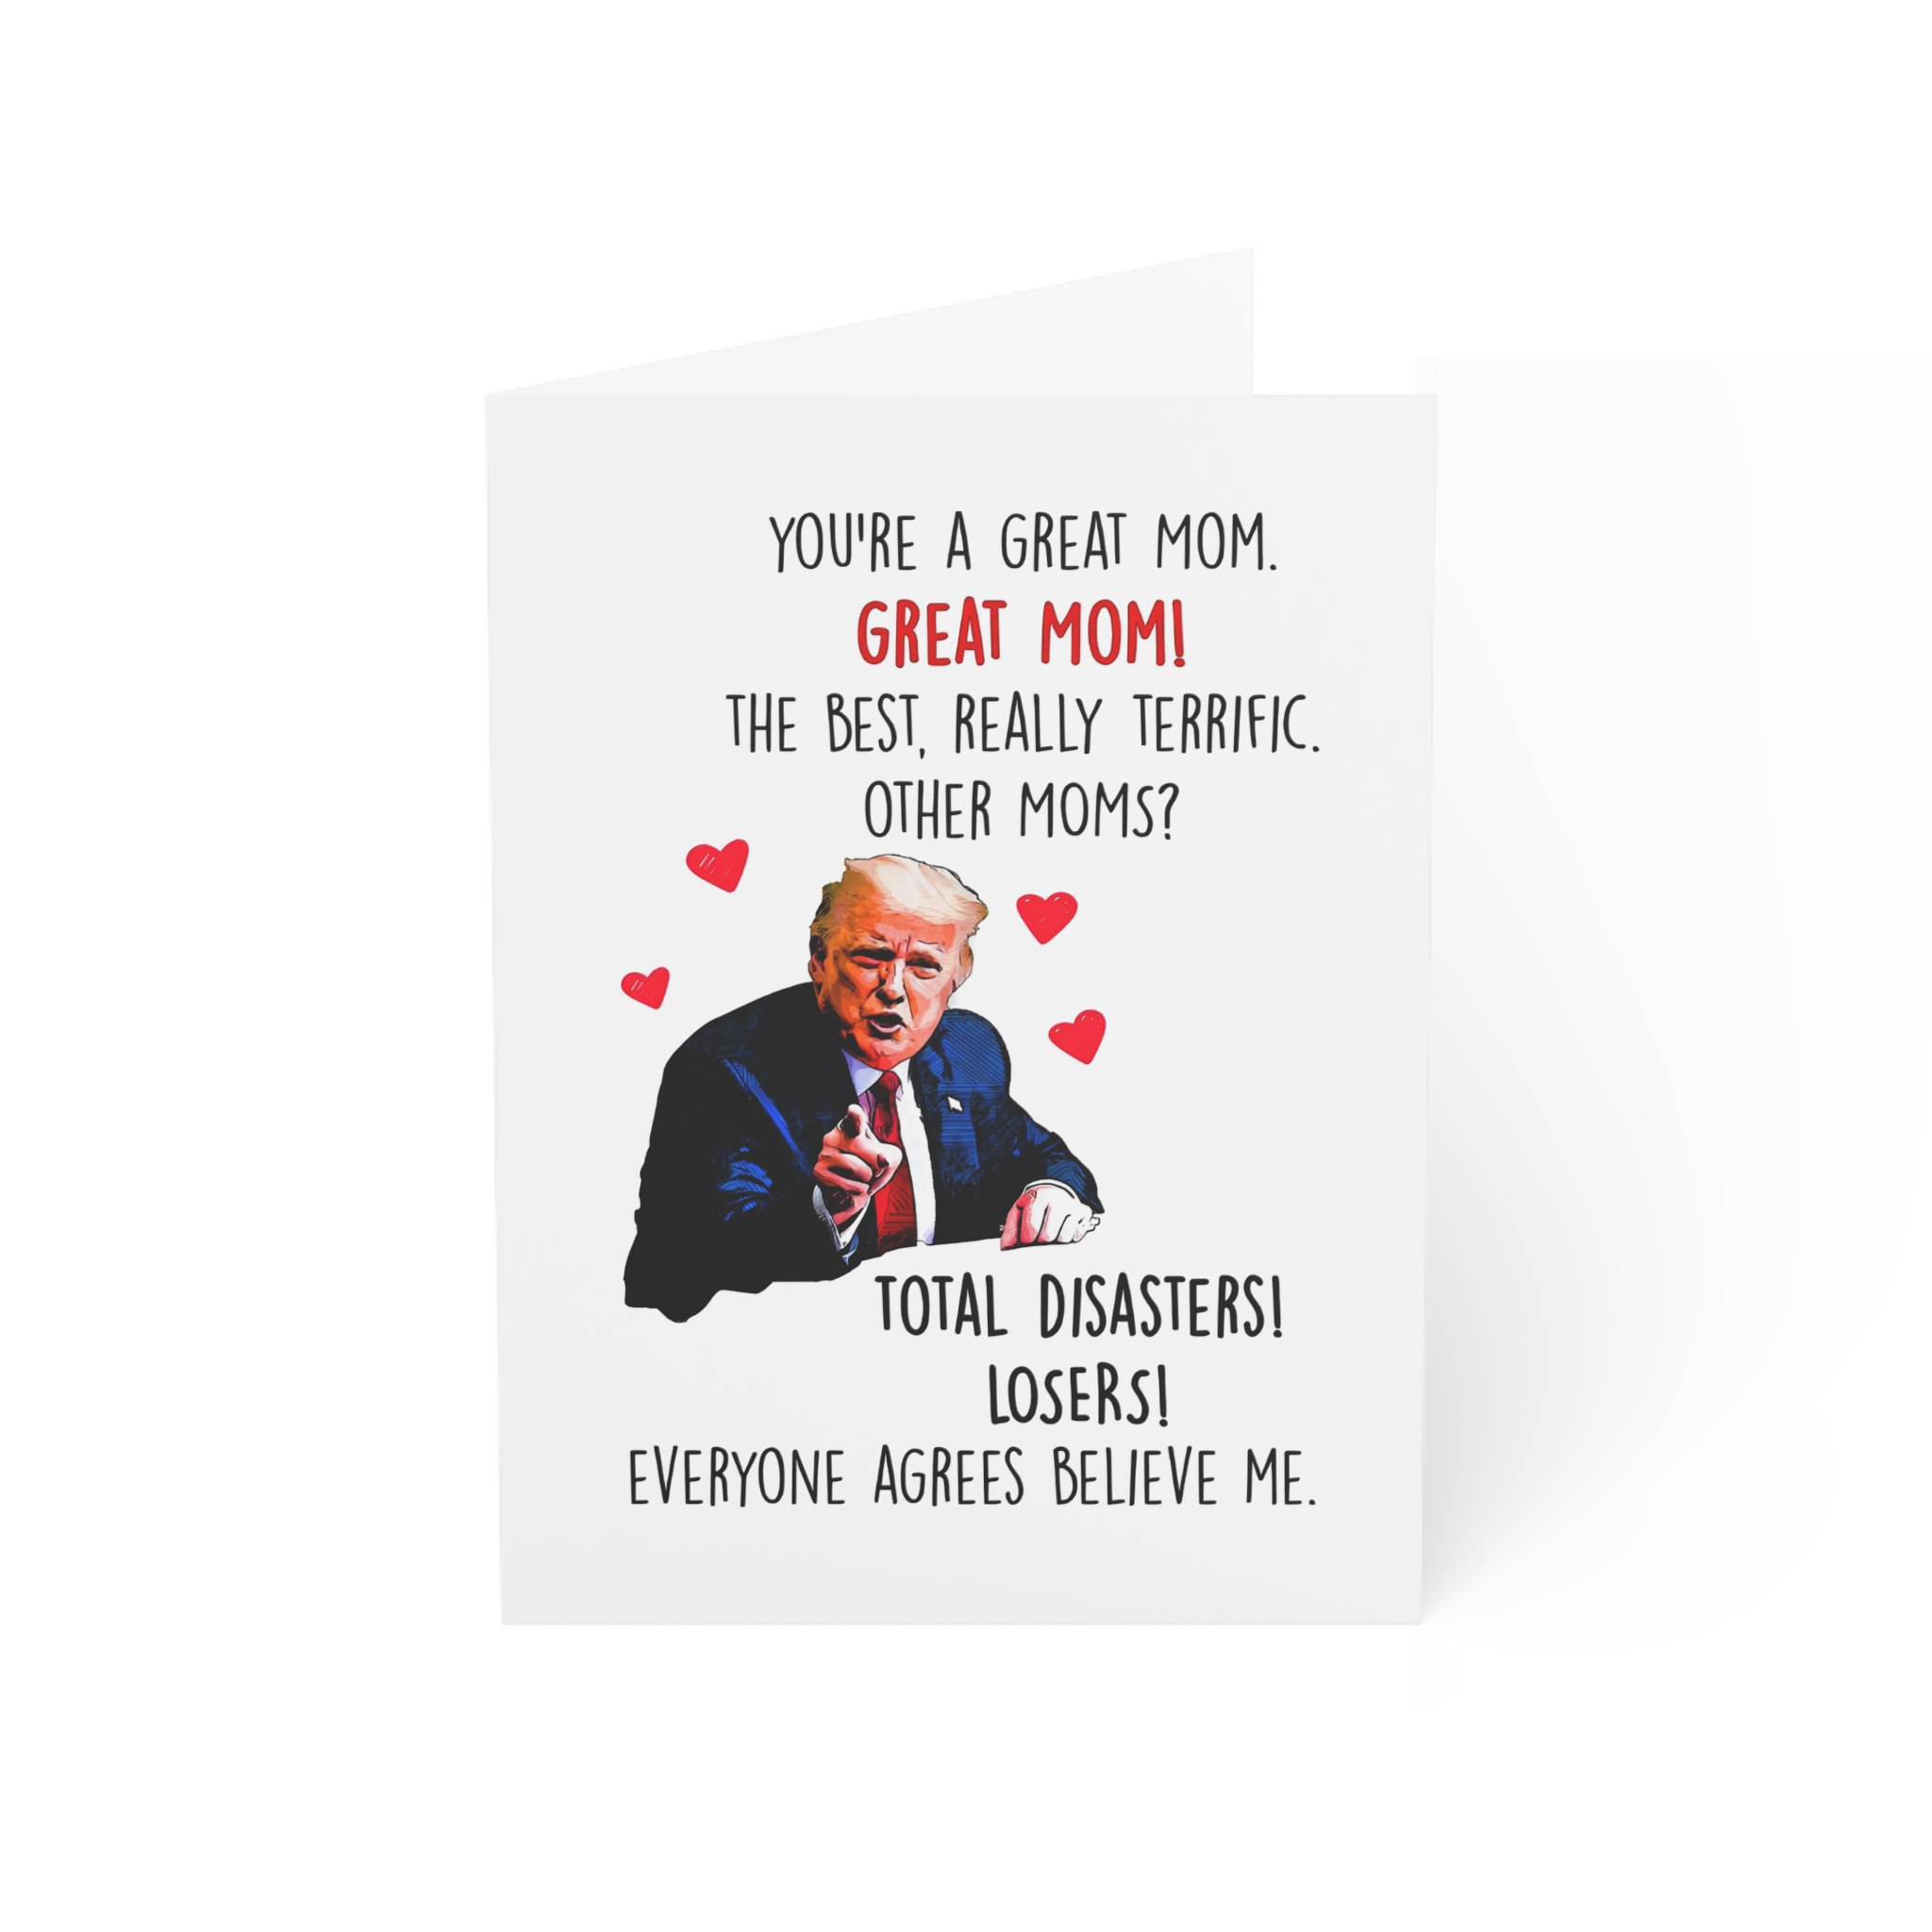 YOU'RE A GREAT MOM.
GREAT MOM!
THE BEST, REALLY TERRIFIC.
OTHER MOMS?
TOTAL DISASTERS!
LOSERS!
EVERYONE AGREES BELIEVE ME.